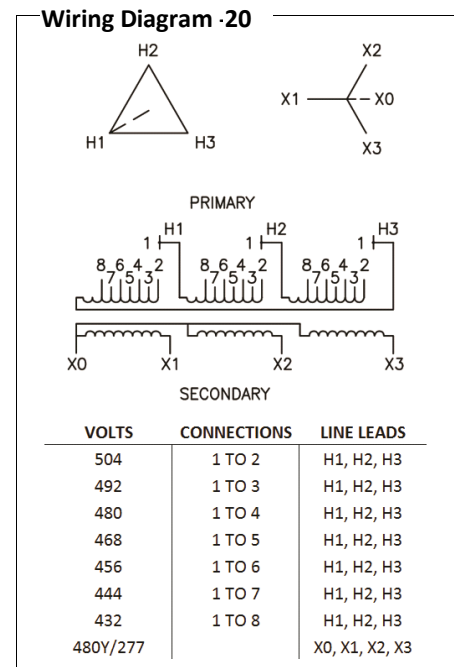 Wiring Diagram -20
H2
H1
H3
X2
X1
X0
X3
PRIMARY
1 H1 1 H2 1 H3
8 7 6 5 4 3 2 8 7 6 5 4 3 2 8 7 6 5 4 3 2
X0 X1 X2 X3
SECONDARY
VOLTS CONNECTIONS LINE LEADS
504 1 TO 2 H1, H2, H3
492 1 TO 3 H1, H2, H3
480 1 TO 4 H1, H2, H3
468 1 TO 5 H1, H2, H3
456 1 TO 6 H1, H2, H3
444 1 TO 7 H1, H2, H3
432 1 TO 8 H1, H2, H3
480Y/277 X0, X1, X2, X3